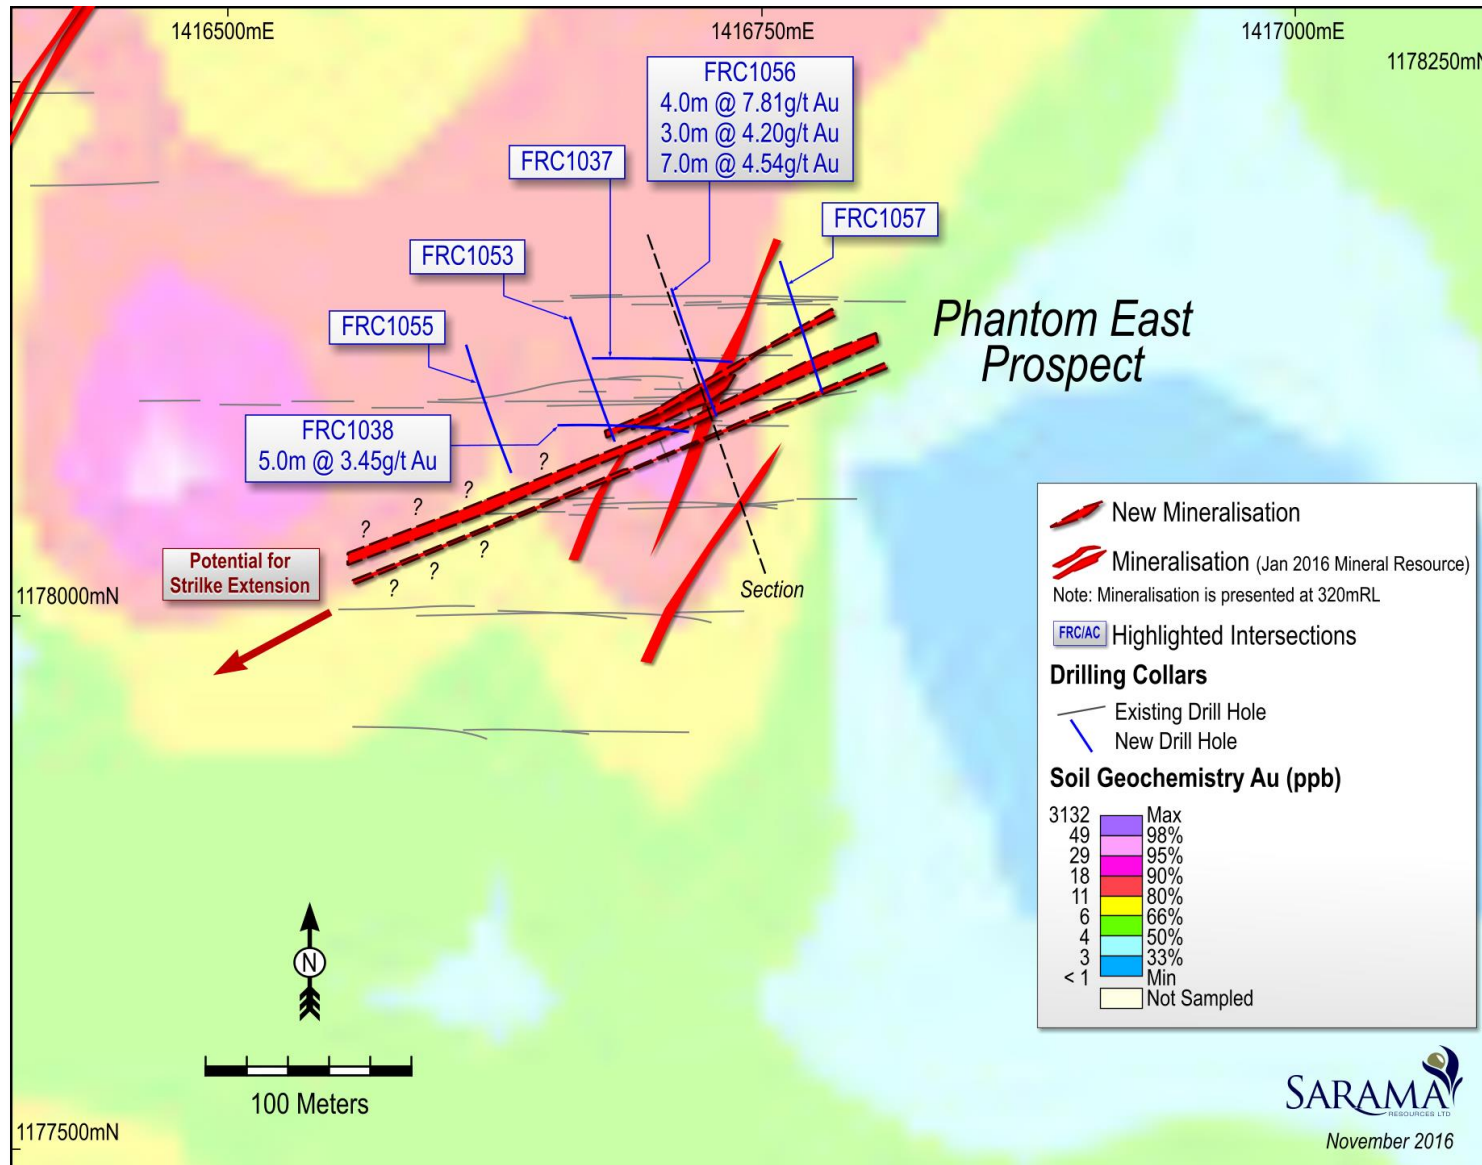 1416500mE
1416750mE
1417000mE
1178250mN
FRC1056
4.0m @ 7.81g/t Au
3.0m @ 4.20g/t Au
7.0m @ 4.54g/t Au
FRC1037
FRC1057
FRC1053
FRC1055
Phantom East
Prospect
FRC1038
5.0m @ 3.45g/t Au
?
?
?
?
?
?
?
?
Potential for
Strilke Extension
Section
1178000mN
New Mineralisation
Mineralisation (Jan 2016 Mineral Resource)
Note: Mineralisation is presented at 320mRL
FRC/AC Highlighted Intersections
Drilling Collars
Existing Drill Hole
New Drill Hole
Soil Geochemistry Au (ppb)
3132 Max
49 98%
29 95%
18 90%
11 80%
6 66%
4 50%
3 33%
< 1 Min
Not Sampled
N
100 Meters
1177500mN
SARAMA
RESOURCES LTD
November 2016